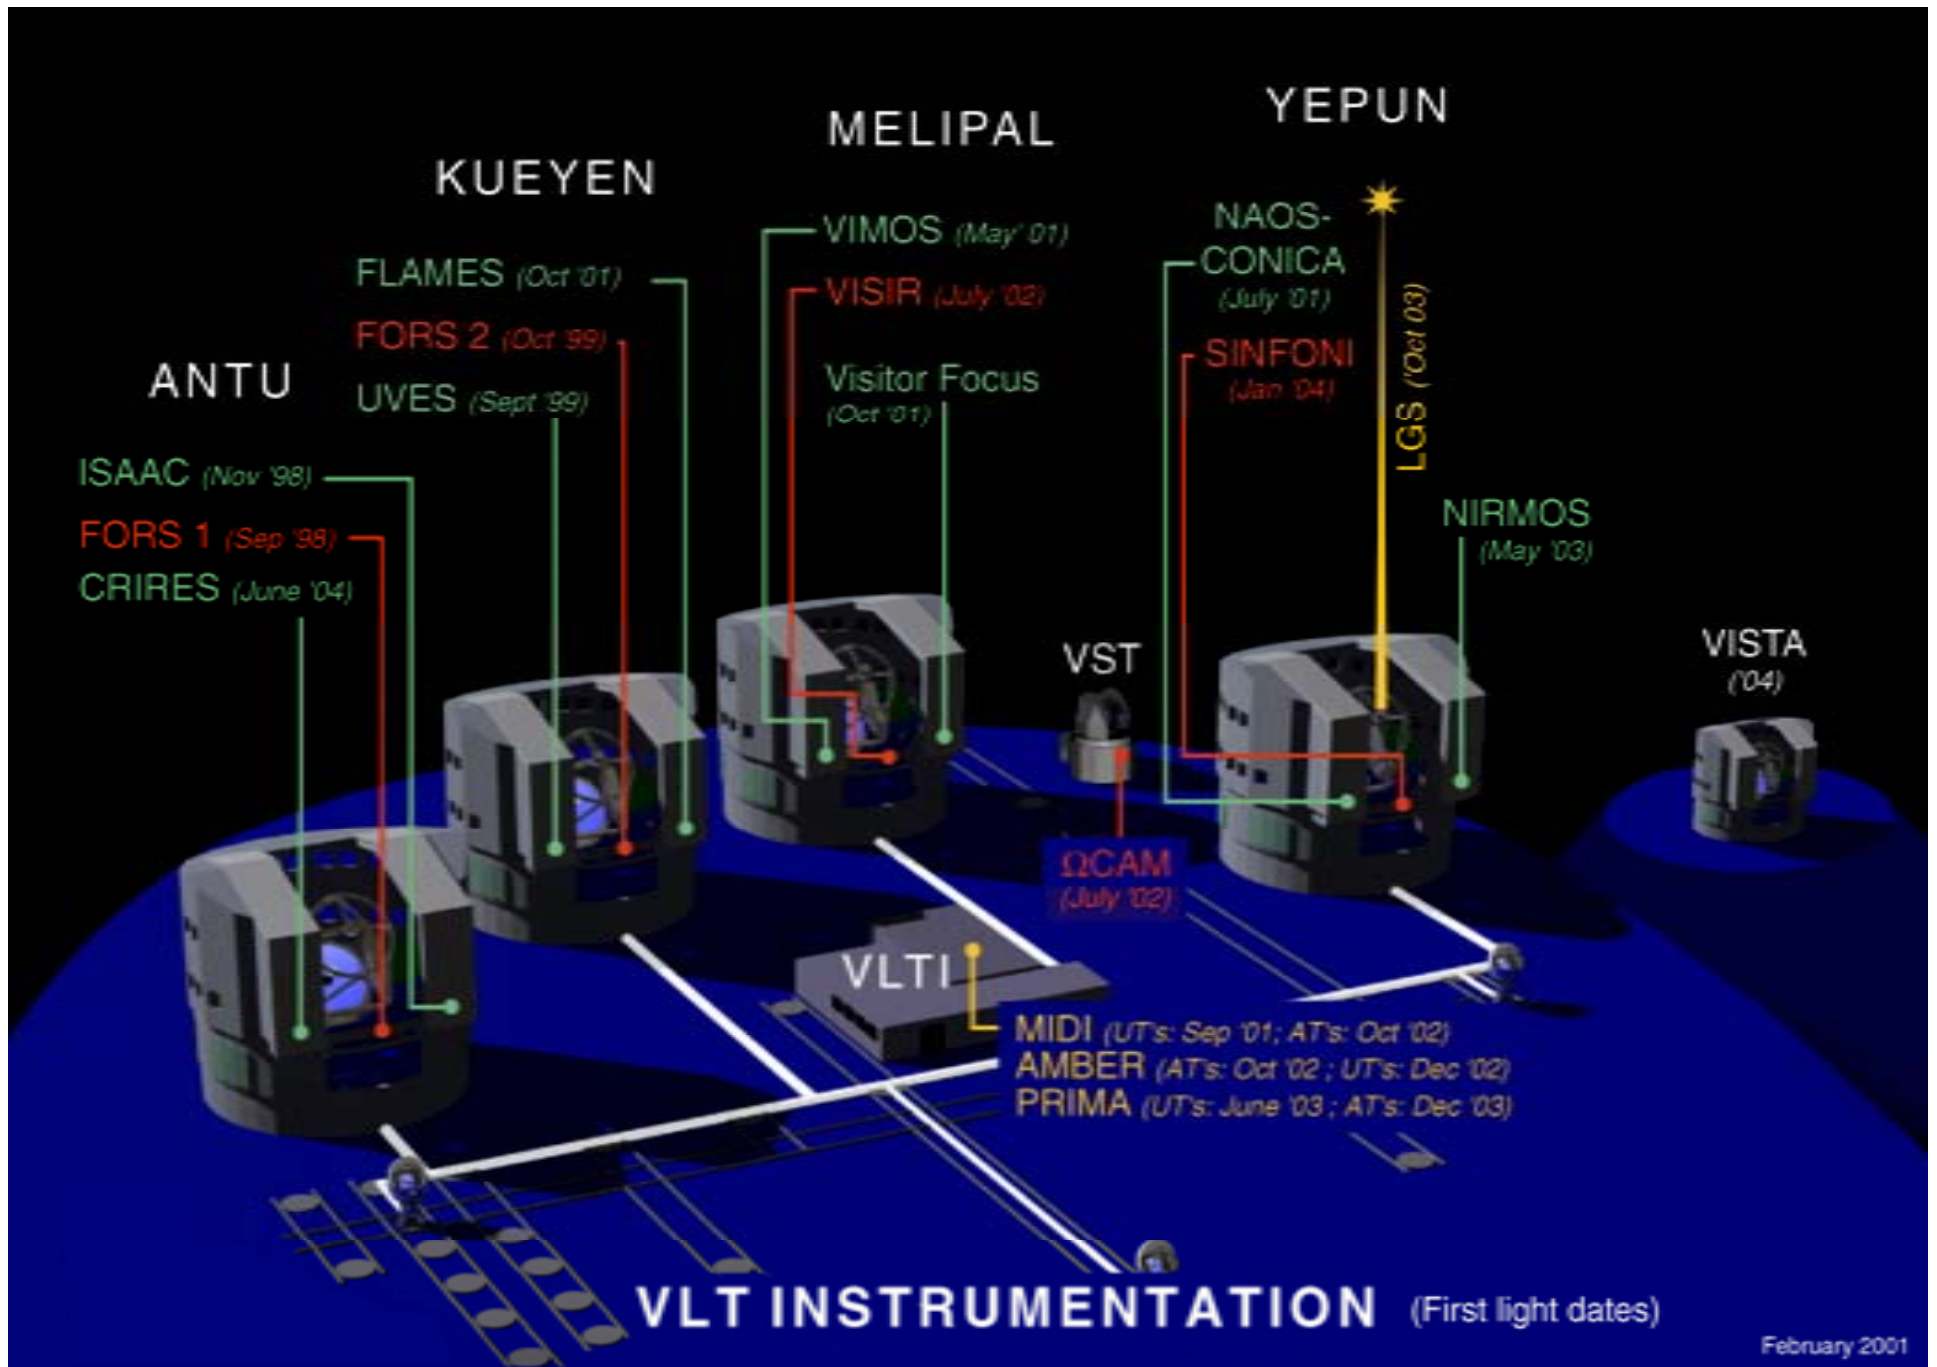 YEPUN
MELIPAL
KUEYEN
ANTU
ISAAC (Nov '98)
FORS 1 (Sep '98)
CRIRES (June '04)
FLAMES (Oct '01)
FORS 2 (Oct '99)
UVES (Sept '99)
VIMOS (May' 01)
VISIR (July '02)
Visitor Focus
(Oct '01)
NAOS-
CONICA
(July '01)
SINFONI
(Jan '04)
LGS ('Oct 03)
NIRMOS
(May '03)
VST
ΩCAM
(July '02)
VISTA
('04)
VLTI
MIDI (UT's: Sep '01; AT's: Oct '02)
AMBER (AT's: Oct '02 ; UT's: Dec '02)
PRIMA (UT's: June '03 ; AT's: Dec '03)
VLT INSTRUMENTATION (First light dates)
February 2001